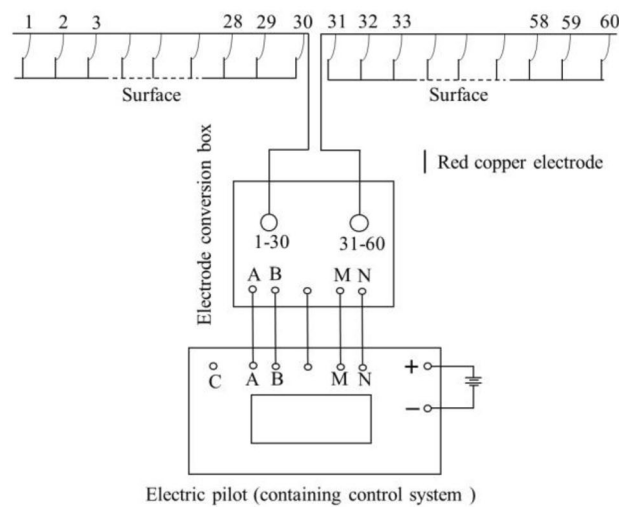 1 2 3 28 29 30 31 32 33 58 59 60
Surface Surface
Electrode conversion box
Red copper electrode
1-30 31-60
A B M N
C A B M N
+
−
Electric pilot (containing control system )